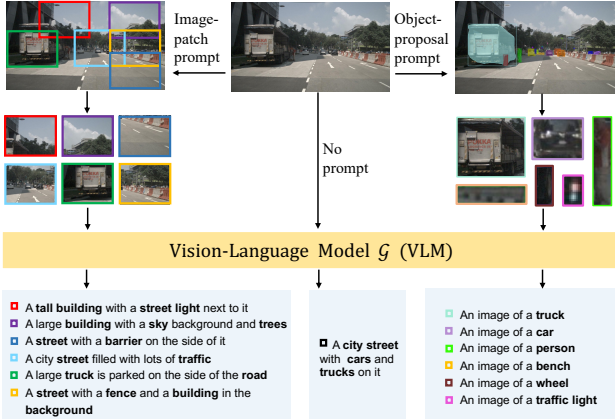 Image-
patch
prompt
Object-
proposal
prompt
No
prompt
Vision-Language Model 𝒢 (VLM)
A tall building with a street light next to it
A large building with a sky background and trees
A street with a barrier on the side of it
A city street filled with lots of traffic
A large truck is parked on the side of the road
A street with a fence and a building in the
background
A city street
with cars and
trucks on it
An image of a truck
An image of a car
An image of a person
An image of a bench
An image of a wheel
An image of a traffic light